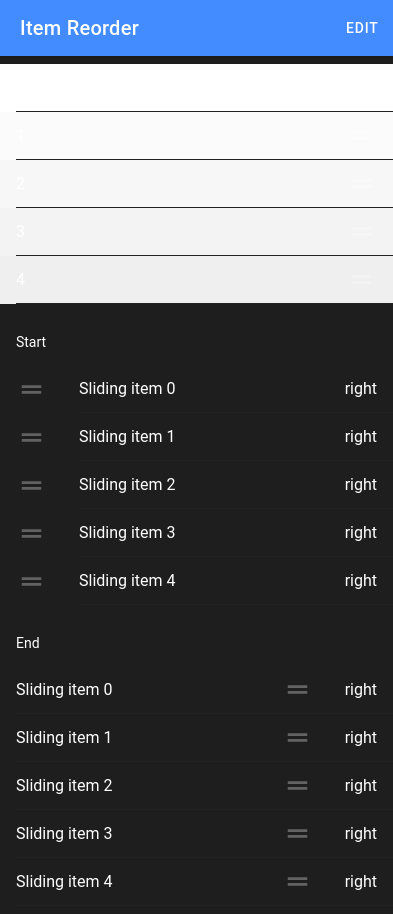 Item Reorder
EDIT
1
2
3
4
Start
Sliding item 0 right
Sliding item 1 right
Sliding item 2 right
Sliding item 3 right
Sliding item 4 right
End
Sliding item 0 right
Sliding item 1 right
Sliding item 2 right
Sliding item 3 right
Sliding item 4 right